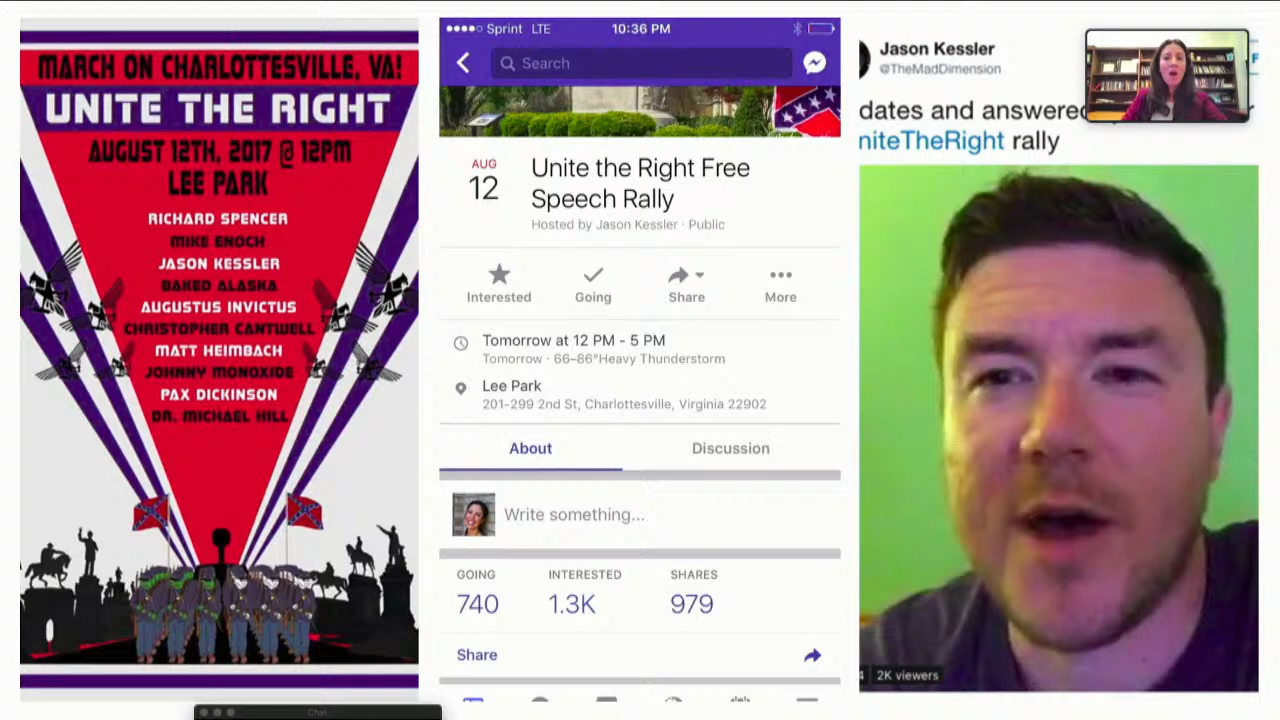 MARCH ON CHARLOTTESVILLE, VA!
UNITE THE RIGHT
AUGUST 12TH, 2017 @ 12PM
LEE PARK
RICHARD SPENCER
MIKE ENOCH
JASON KESSLER
BAKED ALASKA
AUGUSTUS INVICTUS
CHRISTOPHER CANTWELL
MATT HEIMBACH
JOHNNY MONOXIDE
PAX DICKINSON
DR. MICHAEL HILL
Sprint LTE 10:36 PM
Search
AUG
12
Unite the Right Free
Speech Rally
Hosted by Jason Kessler · Public
Interested Going Share More
Tomorrow at 12 PM - 5 PM
Tomorrow · 66–86°Heavy Thunderstorm
Lee Park
201-299 2nd St, Charlottesville, Virginia 22902
About Discussion
Write something...
GOING INTERESTED SHARES
740 1.3K 979
Share
Jason Kessler
@TheMadDimension
dates and answered
niteTheRight rally
2K viewers
Chat